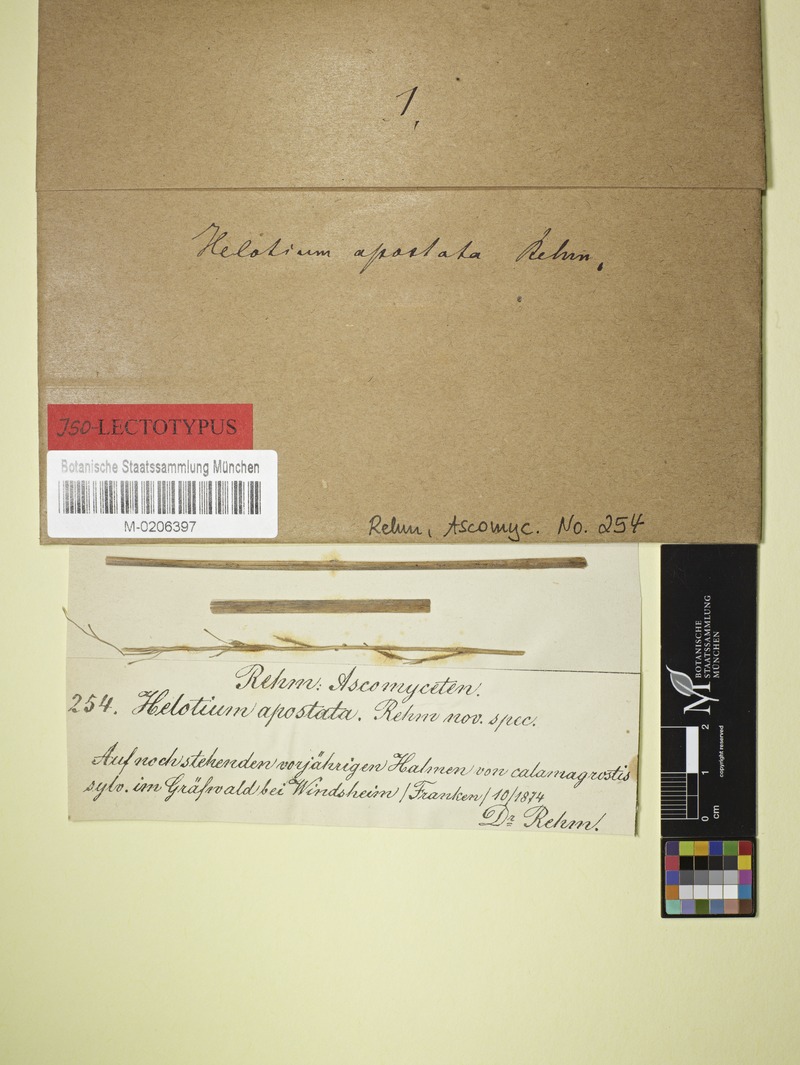 1,
Helotium apostata Rehm,
ISO-LECTOTYPUS
Botanische Staatssammlung München
M-0206397
Rehm, Ascomyc. No. 254
Rehm: Ascomyceten.
254. Helotium apostata. Rehm nov. spec.
Auf noch stehenden vorjährigen Halmen von calamagrostis
sylv. im Gräfwald bei Windsheim / Franken / 10/1874
Dr Rehm!
BOTANISCHE
STAATSSAMMLUNG
MÜNCHEN
copyright reserved
0 1 2
cm